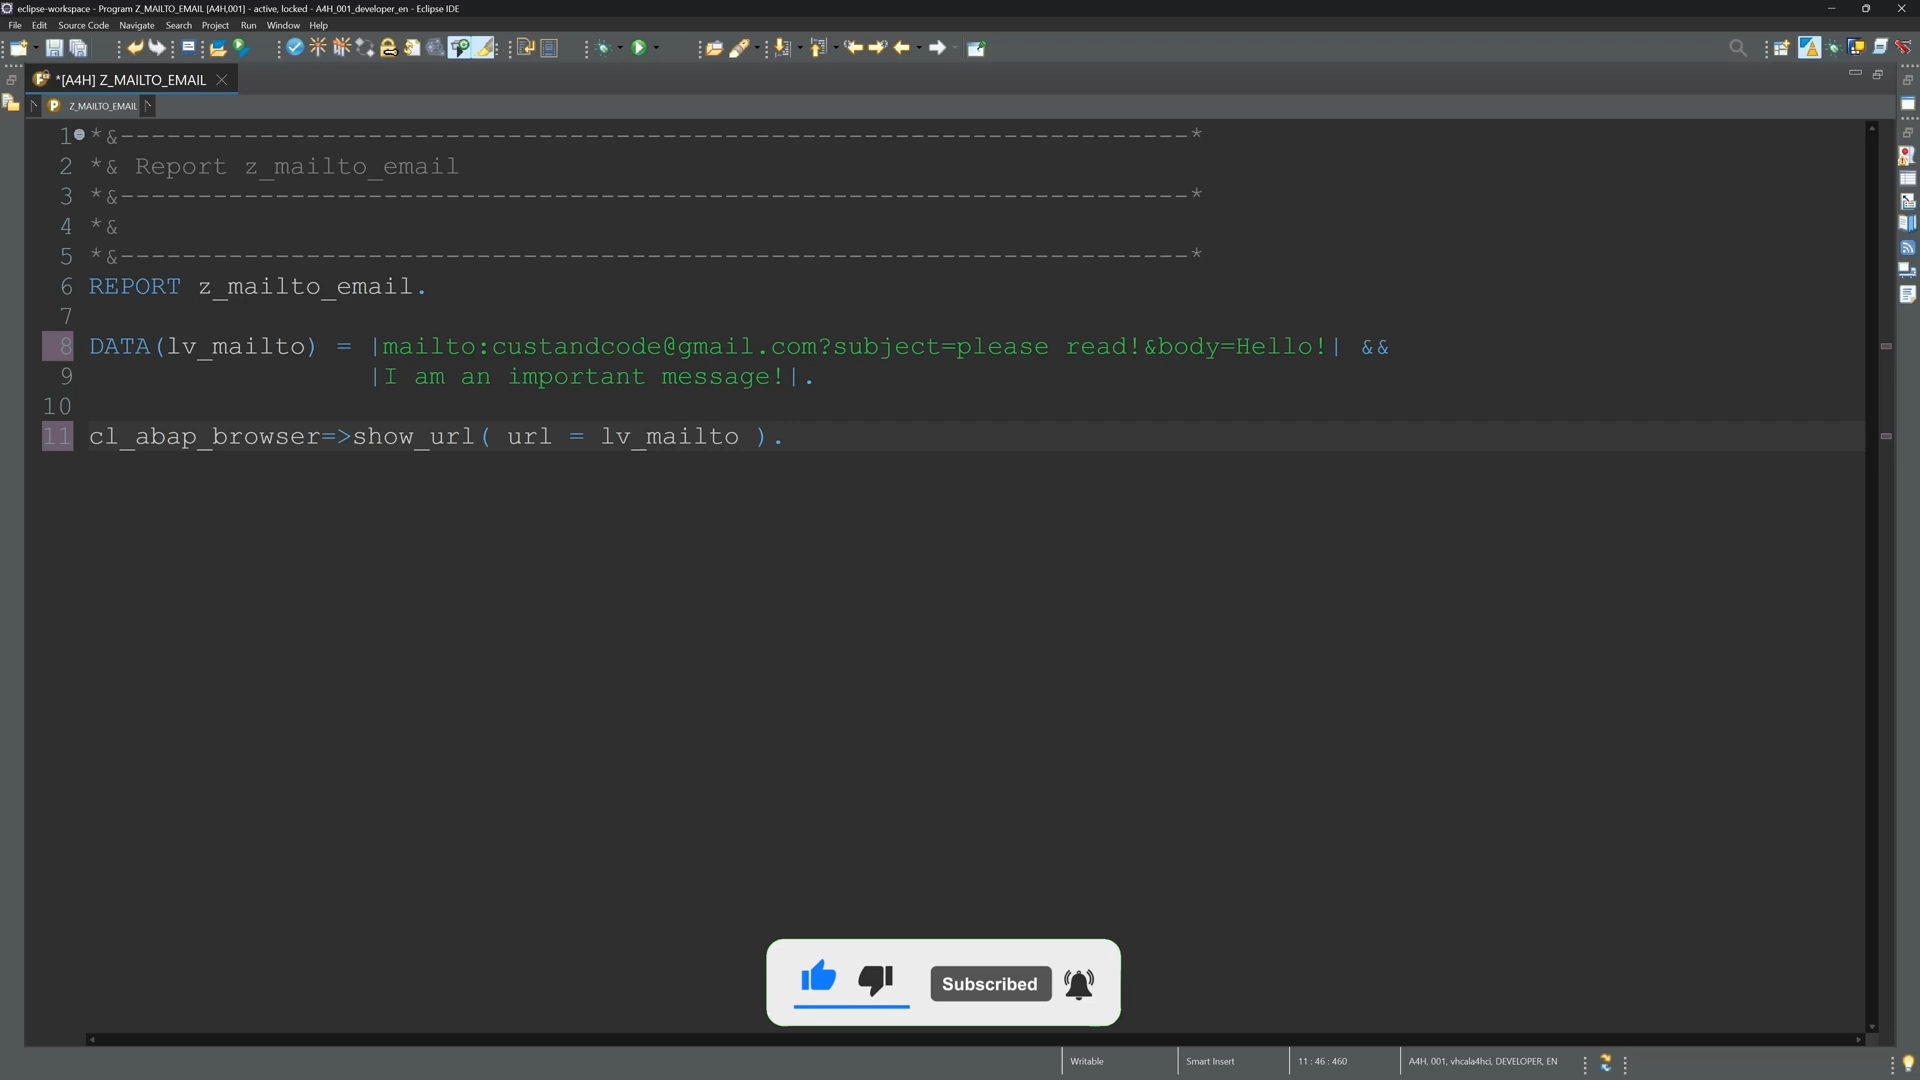 eclipse-workspace - Program Z_MAILTO_EMAIL [A4H,001] - active, locked - A4H_001_developer_en - Eclipse IDE
File Edit Source Code Navigate Search Project Run Window Help
*[A4H] Z_MAILTO_EMAIL
Z_MAILTO_EMAIL
1 *&---------------------------------------------------------------------*
2 *& Report z_mailto_email
3 *&---------------------------------------------------------------------*
4 *&
5 *&---------------------------------------------------------------------*
6 REPORT z_mailto_email.
7
8 DATA(lv_mailto) = |mailto:custandcode@gmail.com?subject=please read!&body=Hello!| &&
9 |I am an important message!|.
10
11 cl_abap_browser=>show_url( url = lv_mailto ).
Subscribed
Writable Smart Insert 11 : 46 : 460 A4H, 001, vhcala4hci, DEVELOPER, EN